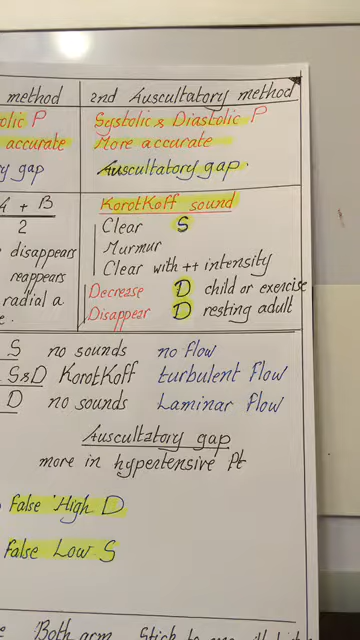 method 2nd Auscultatory method
olic P Systolic & Diastolic P
accurate More accurate
y gap Auscultatory gap.
A + B KorotKoff sound
2 Clear S
disappears Murmur
reappears Clear with ++ intensity
radial a Decrease D child or exercise
e. Disappear D resting adult
S no sounds no flow
S&D KorotKoff turbulent flow
D no sounds Laminar flow
Auscultatory gap
more in hypertensive Pt
False High D
False Low S
Both arm